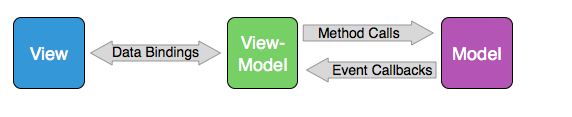 View
Data Bindings
View-
Model
Method Calls
Event Callbacks
Model